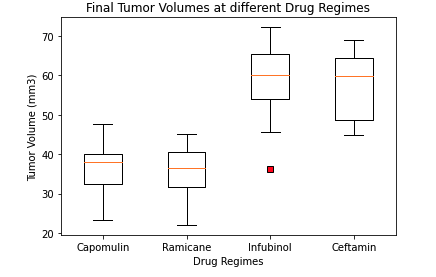 Final Tumor Volumes at different Drug Regimes
Tumor Volume (mm3)
70
60
50
40
30
20
Capomulin Ramicane Infubinol Ceftamin
Drug Regimes